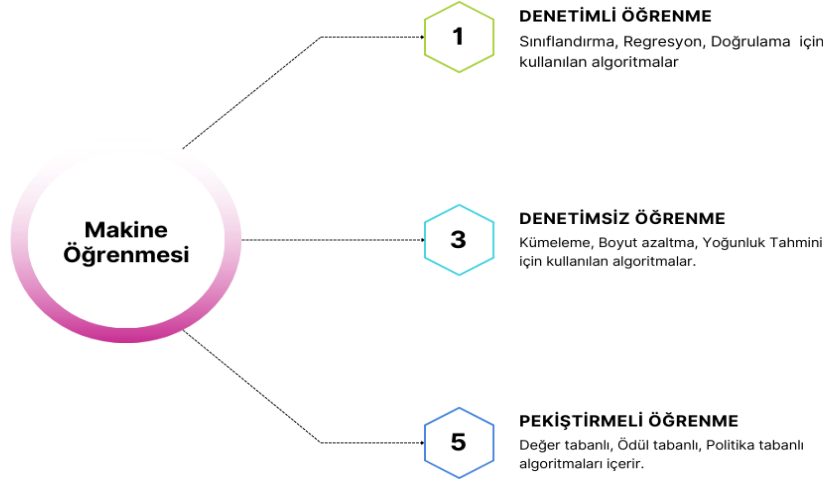 Makine
Öğrenmesi
1
DENETİMLİ ÖĞRENME
Sınıflandırma, Regresyon, Doğrulama için
kullanılan algoritmalar
3
DENETİMSİZ ÖĞRENME
Kümeleme, Boyut azaltma, Yoğunluk Tahmini
için kullanılan algoritmalar.
5
PEKİŞTİRMELİ ÖĞRENME
Değer tabanlı, Ödül tabanlı, Politika tabanlı
algoritmaları içerir.